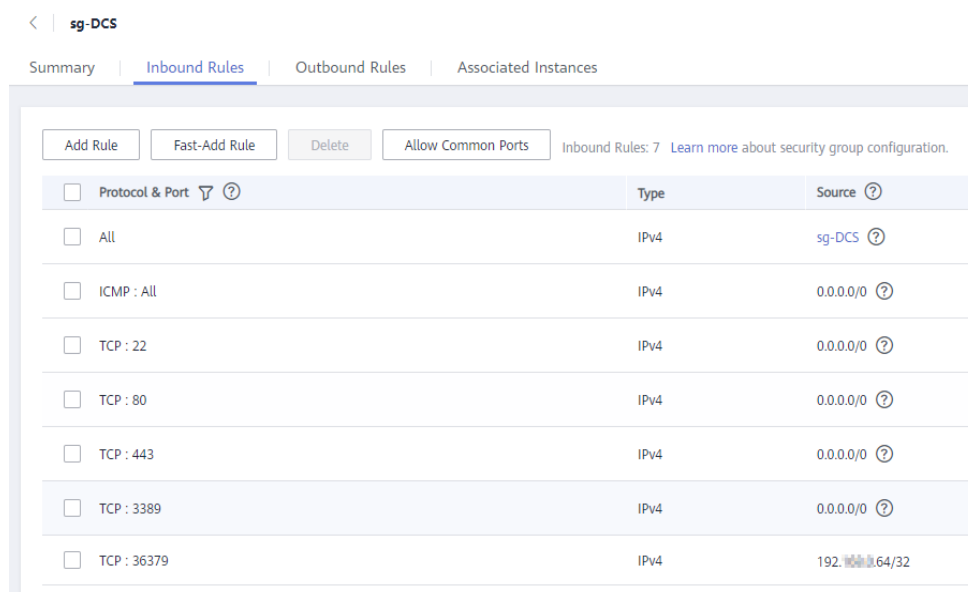 sg-DCS
Summary Inbound Rules Outbound Rules Associated Instances
Add Rule Fast-Add Rule Delete Allow Common Ports Inbound Rules: 7 Learn more about security group configuration.
Protocol & Port Type Source
All IPv4 sg-DCS
ICMP : All IPv4 0.0.0.0/0
TCP : 22 IPv4 0.0.0.0/0
TCP : 80 IPv4 0.0.0.0/0
TCP : 443 IPv4 0.0.0.0/0
TCP : 3389 IPv4 0.0.0.0/0
TCP : 36379 IPv4 192. .64/32